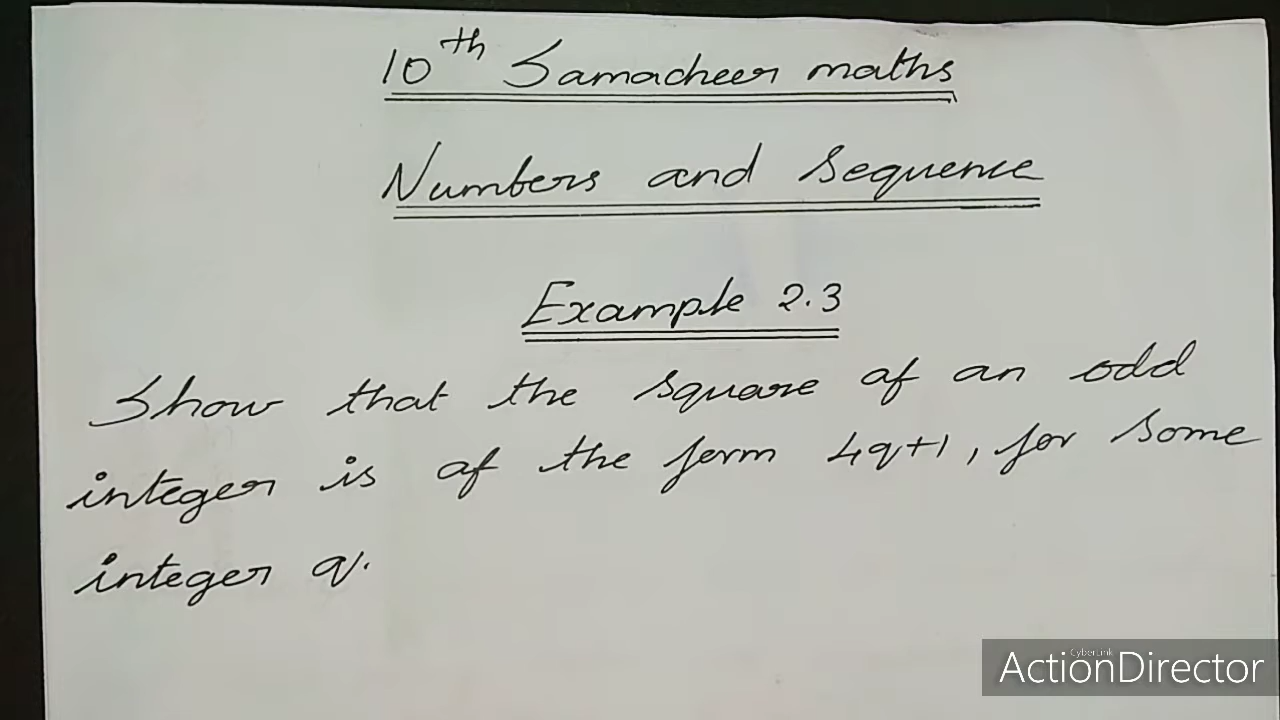 10th Samacheer maths
Numbers and Sequence
Example 2.3
Show that the square of an odd
integer is of the form 4q+1, for some
integer q.
CyberLink
ActionDirector